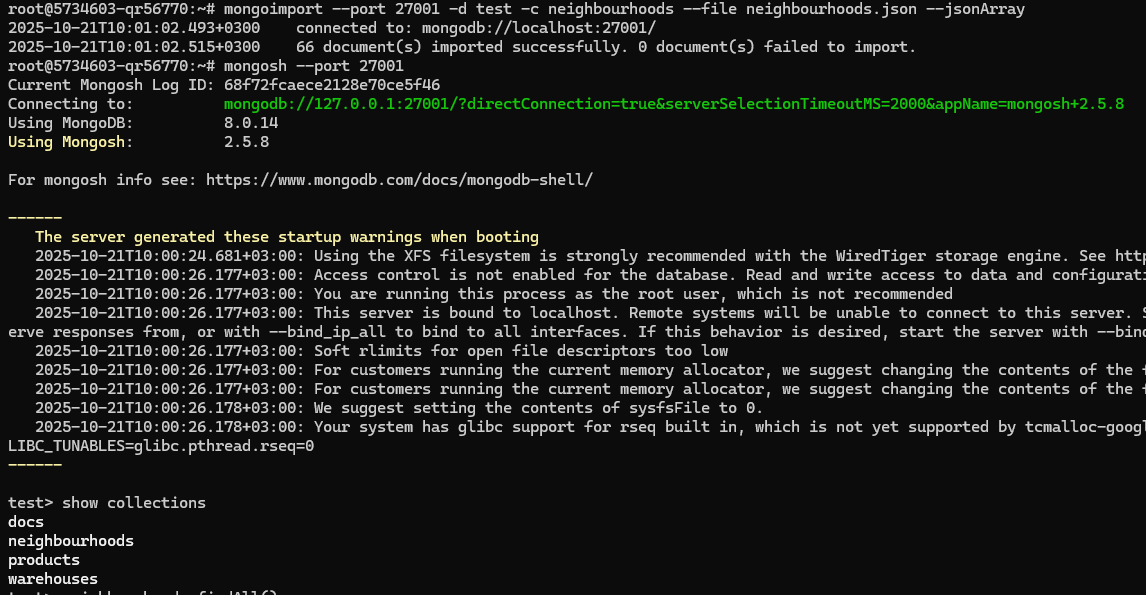 root@5734603-qr56770:~# mongoimport --port 27001 -d test -c neighbourhoods --file neighbourhoods.json --jsonArray
2025-10-21T10:01:02.493+0300    connected to: mongodb://localhost:27001/
2025-10-21T10:01:02.515+0300    66 document(s) imported successfully. 0 document(s) failed to import.
root@5734603-qr56770:~# mongosh --port 27001
Current Mongosh Log ID: 68f72fcaece2128e70ce5f46
Connecting to:          mongodb://127.0.0.1:27001/?directConnection=true&serverSelectionTimeoutMS=2000&appName=mongosh+2.5.8
Using MongoDB:          8.0.14
Using Mongosh:          2.5.8
For mongosh info see: https://www.mongodb.com/docs/mongodb-shell/
------
The server generated these startup warnings when booting
2025-10-21T10:00:24.681+03:00: Using the XFS filesystem is strongly recommended with the WiredTiger storage engine. See
2025-10-21T10:00:26.177+03:00: Access control is not enabled for the database. Read and write access to data and
2025-10-21T10:00:26.177+03:00: You are running this process as the root user, which is not recommended
2025-10-21T10:00:26.177+03:00: This server is bound to localhost. Remote systems will be unable to connect to this server.
erve responses from, or with --bind_ip_all to bind to all interfaces. If this behavior is desired, start the server with
2025-10-21T10:00:26.177+03:00: Soft rlimits for open file descriptors too low
2025-10-21T10:00:26.177+03:00: For customers running the current memory allocator, we suggest changing the contents of the
2025-10-21T10:00:26.177+03:00: For customers running the current memory allocator, we suggest changing the contents of the
2025-10-21T10:00:26.178+03:00: We suggest setting the contents of sysfsFile to 0.
2025-10-21T10:00:26.178+03:00: Your system has glibc support for rseq built in, which is not yet supported by
LIBC_TUNABLES=glibc.pthread.rseq=0
------
test> show collections
docs
neighbourhoods
products
warehouses